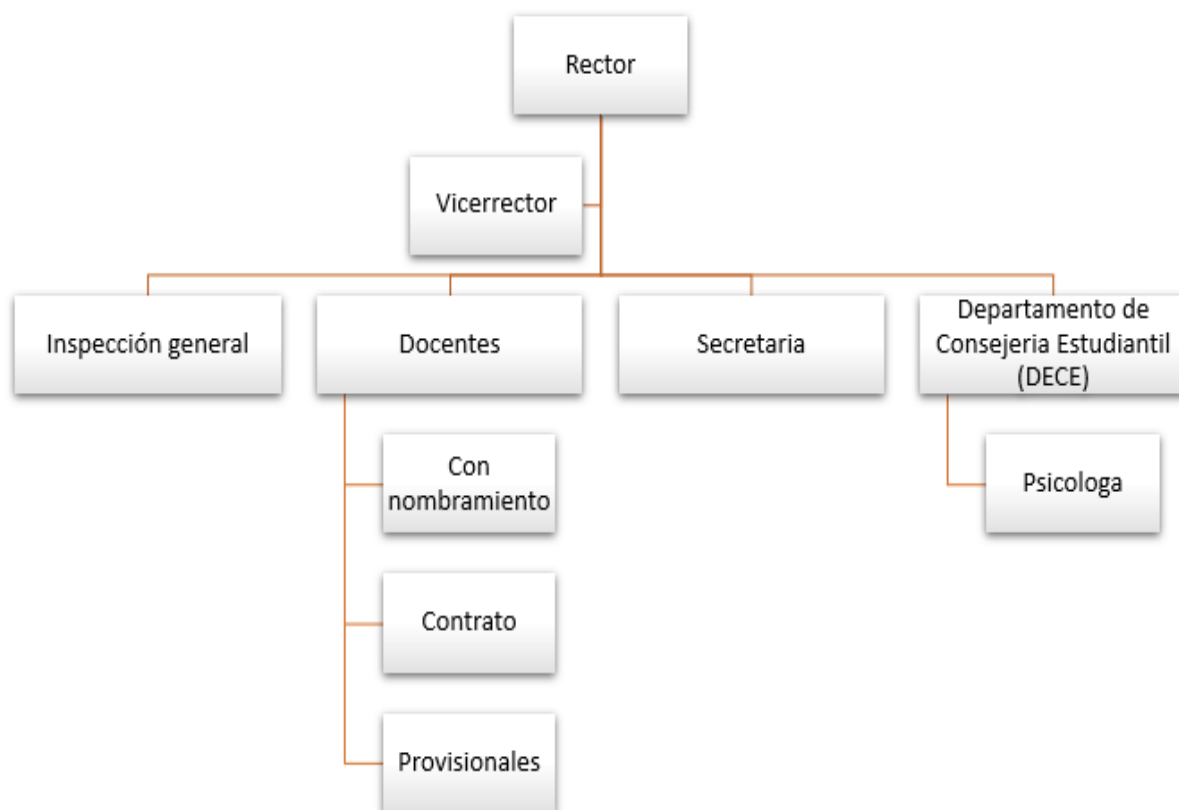 Rector
Vicerrector
Inspección general
Docentes
Secretaria
Departamento de
Consejeria Estudiantil
(DECE)
Con
nombramiento
Psicologa
Contrato
Provisionales